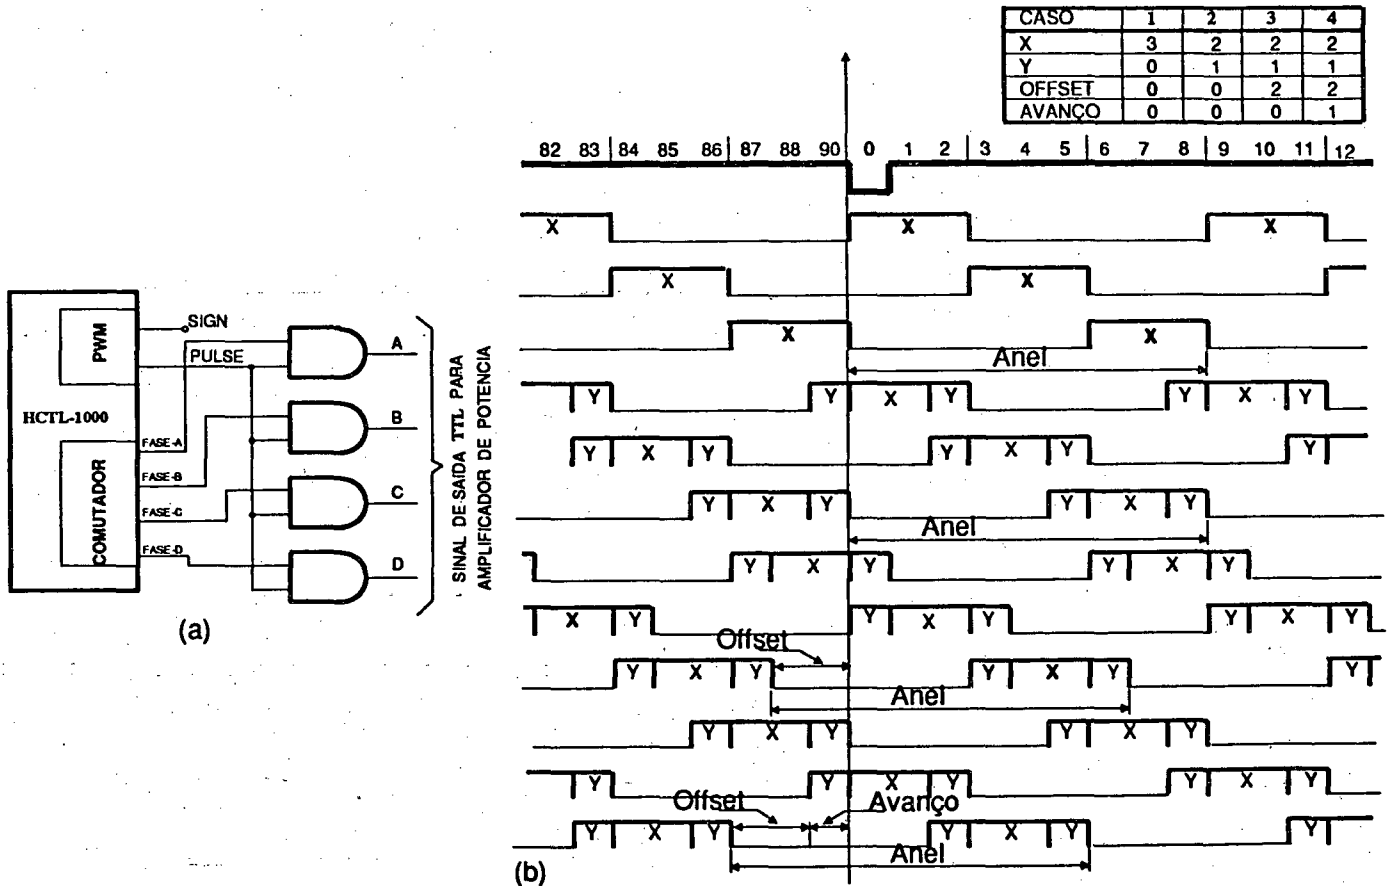 CASO 1 2 3 4
X 3 2 2 2
Y 0 1 1 1
OFFSET 0 0 2 2
AVANÇO 0 0 0 1
82 83 84 85 86 87 88 90 0 1 2 3 4 5 6 7 8 9 10 11 12
X X X
X X
X X
Anel
Y Y X Y Y X Y
Y X Y Y X Y Y
Y X Y Y X Y
Anel
Y X Y Y X Y
X Y Y X Y Y X Y
Offset
Y X Y Y X Y Y
Anel
Y X Y Y X Y
Y Y X Y Y X Y
Offset Avanço
Y X Y Y X Y Y
Anel
(b)
PWM
SIGN
PULSE
HCTL-1000
COMUTADOR
FASE-A
FASE-B
FASE-C
FASE-D
A
B
C
D
SINAL DE SAÍDA TTL PARA
AMPLIFICADOR DE POTENCIA
(a)